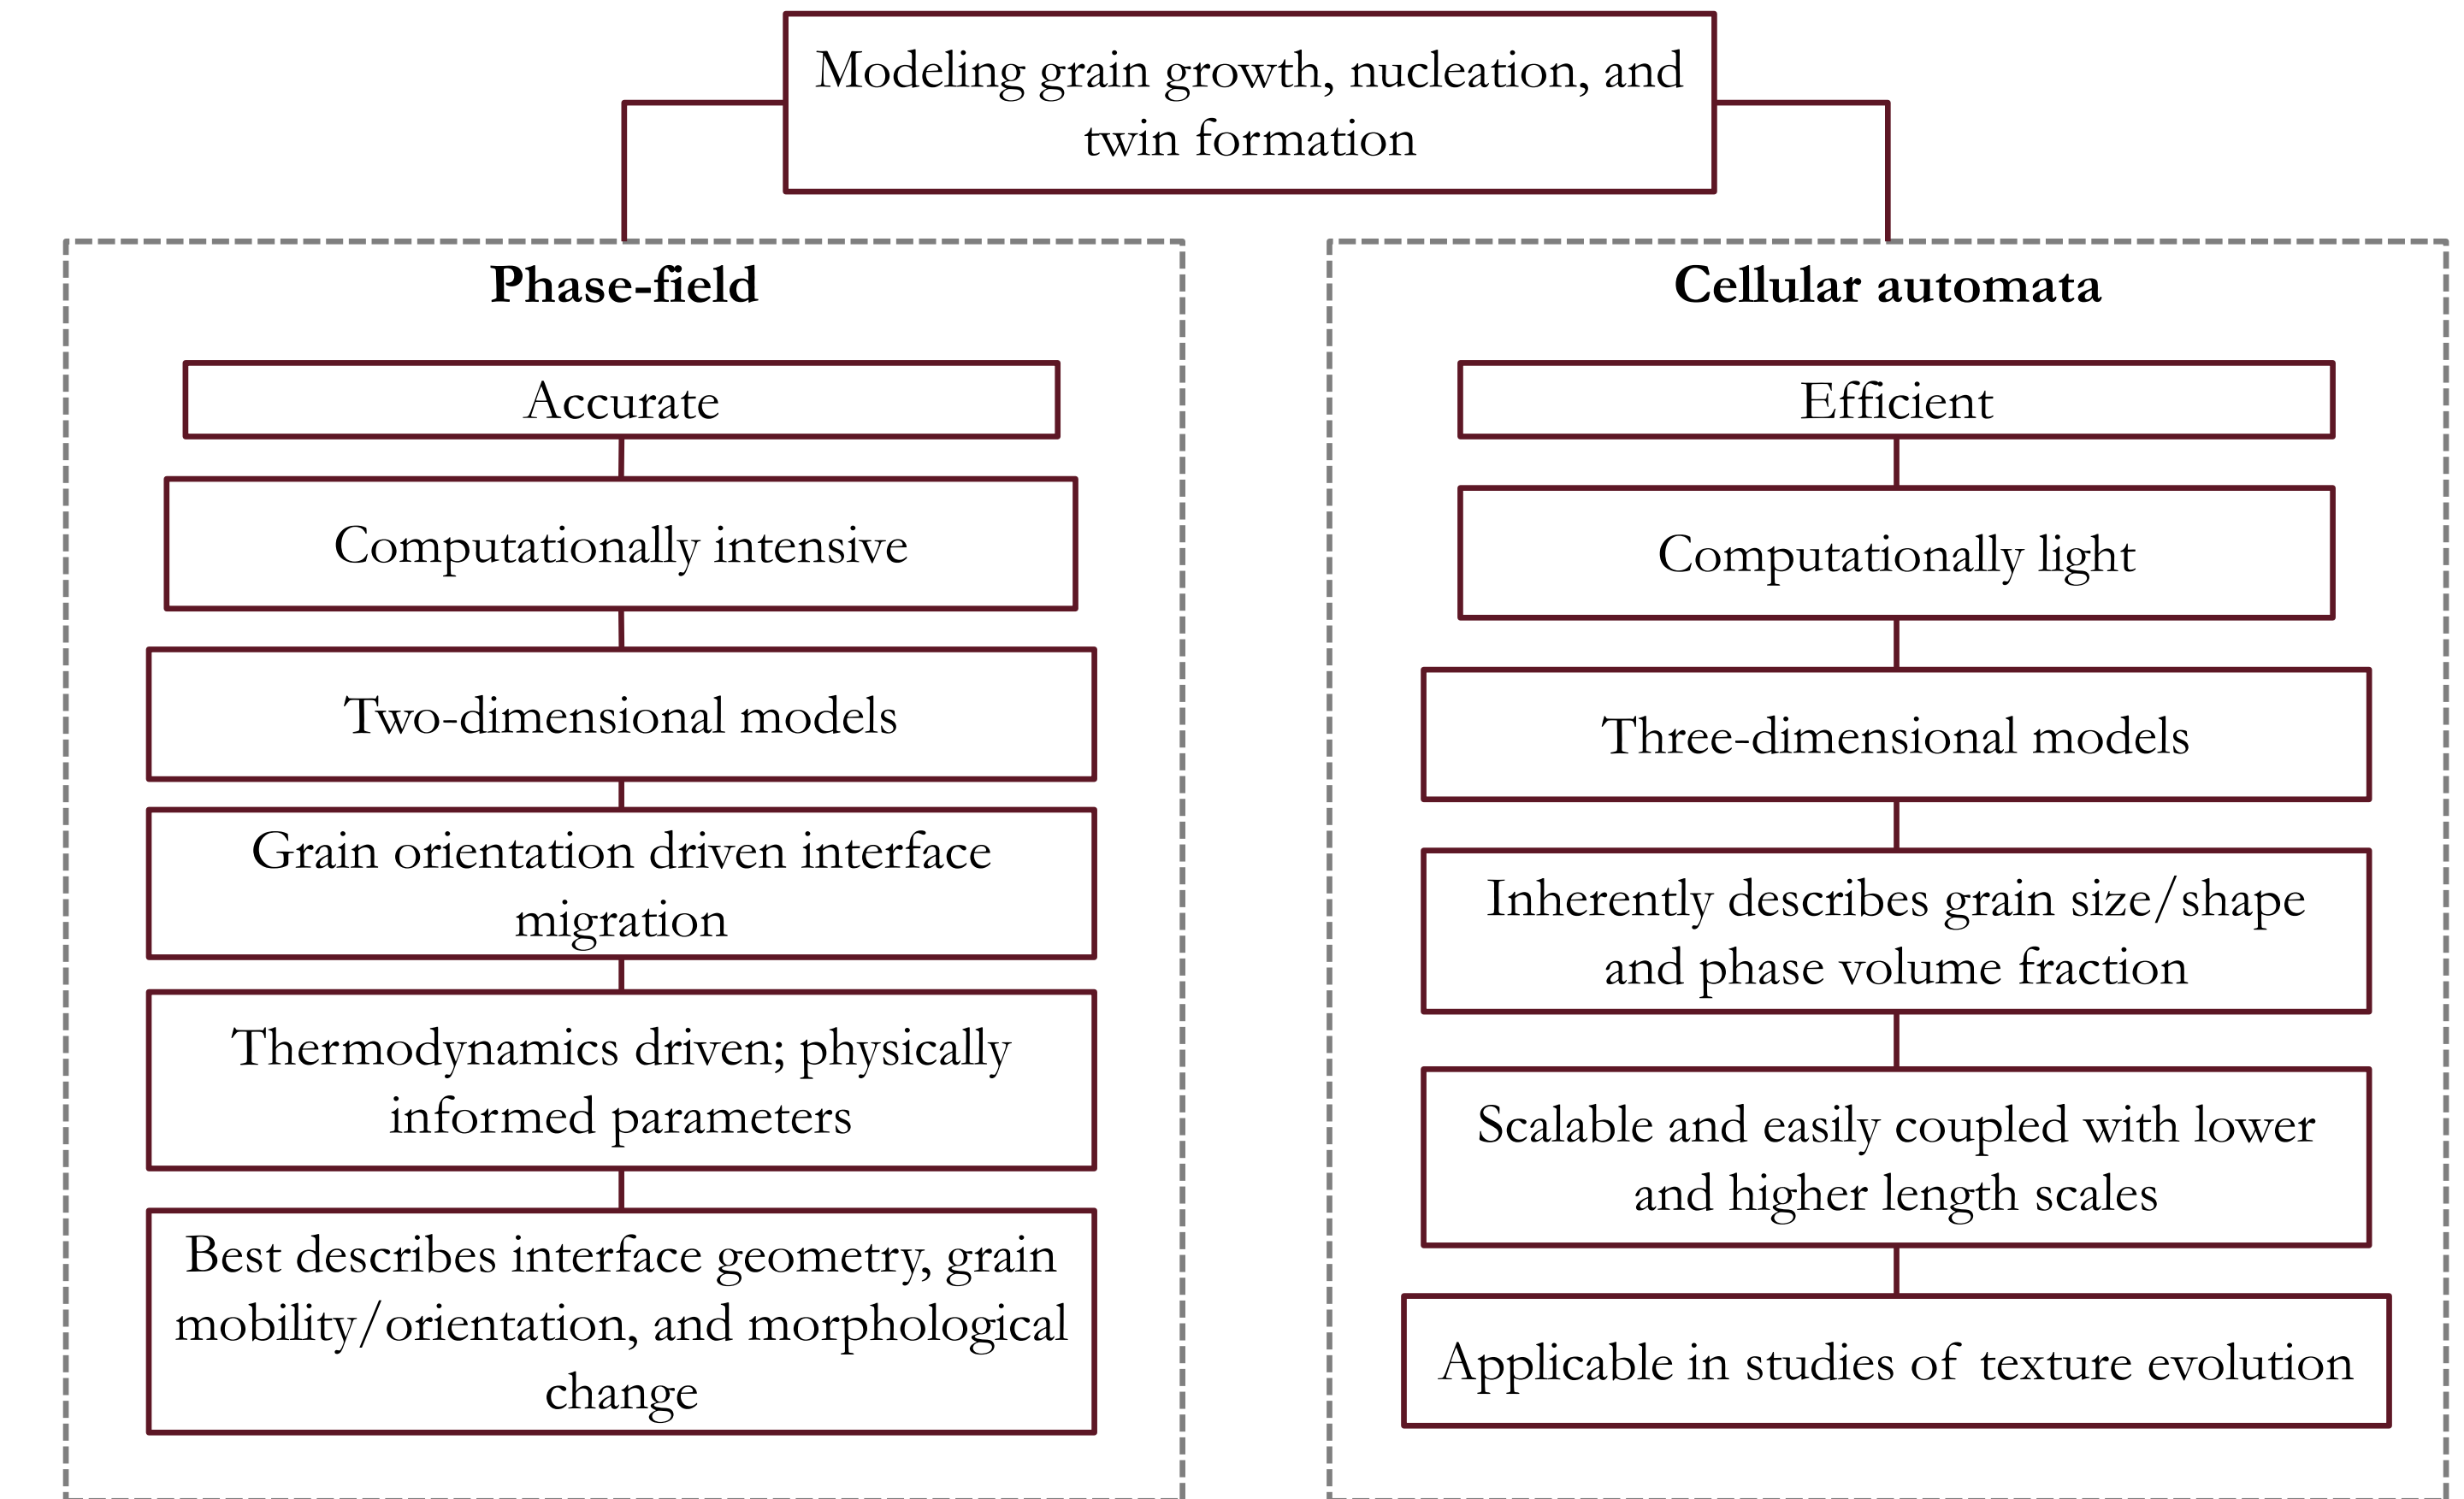 Modeling grain growth, nucleation, and
twin formation
Phase-field
Accurate
Computationally intensive
Two-dimensional models
Grain orientation driven interface
migration
Thermodynamics driven; physically
informed parameters
Best describes interface geometry, grain
mobility/orientation, and morphological
change
Cellular automata
Efficient
Computationally light
Three-dimensional models
Inherently describes grain size/shape
and phase volume fraction
Scalable and easily coupled with lower
and higher length scales
Applicable in studies of texture evolution